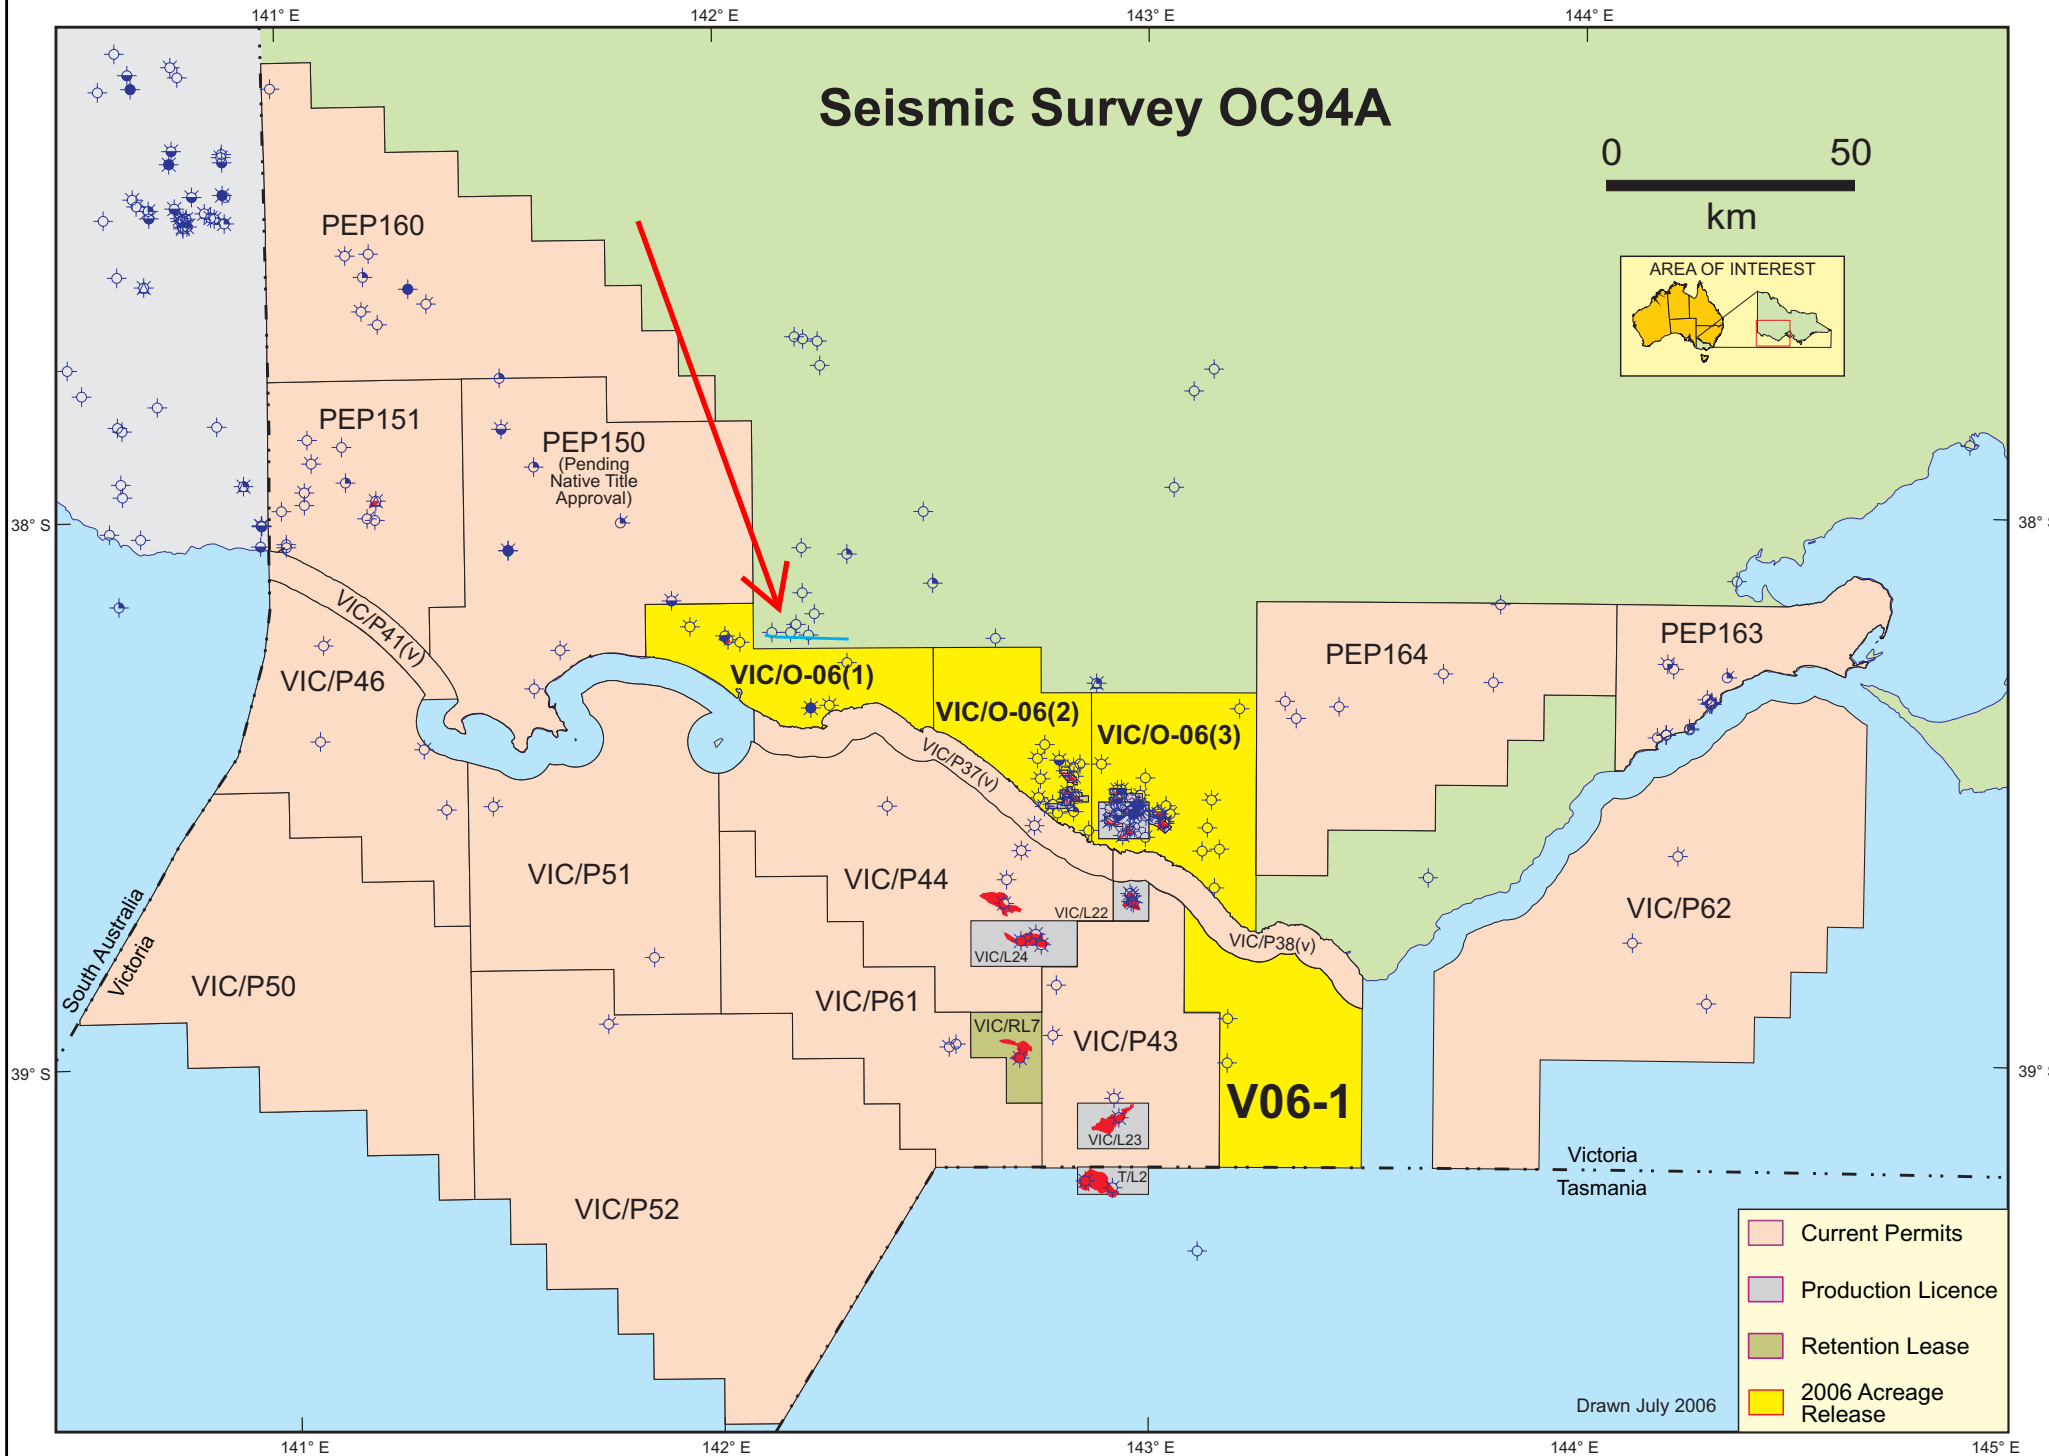 141° E
142° E
143° E
144° E
Seismic Survey OC94A
0
50
km
AREA OF INTEREST
PEP160
PEP151
PEP150
(Pending
Native Title
Approval)
38° S
38° S
VIC/P41(v)
VIC/P46
VIC/O-06(1)
VIC/O-06(2)
VIC/O-06(3)
PEP164
PEP163
VIC/P37(v)
VIC/P51
VIC/P44
VIC/L22
VIC/P62
VIC/P38(v)
VIC/L24
South Australia
Victoria
VIC/P50
VIC/P61
VIC/RL7
VIC/P43
39° S
39° S
V06-1
VIC/L23
T/L2
Victoria
Tasmania
VIC/P52
Current Permits
Production Licence
Retention Lease
2006 Acreage
Release
Drawn July 2006
141° E
142° E
143° E
144° E
145° E